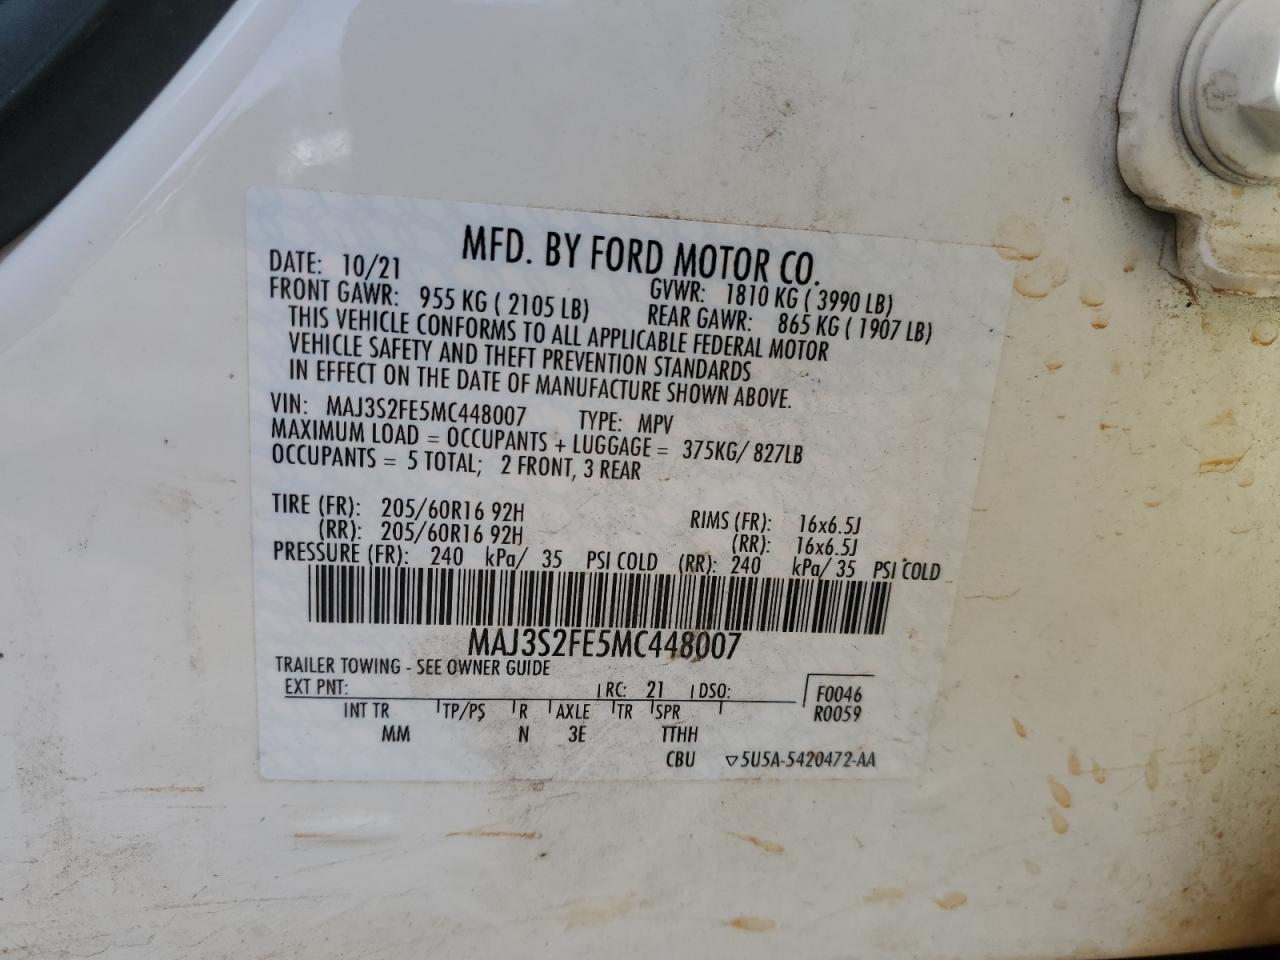 MFD. BY FORD MOTOR CO.
DATE: 10/21 GVWR: 1810 KG ( 3990 LB)
FRONT GAWR: 955 KG ( 2105 LB) REAR GAWR: 865 KG ( 1907 LB)
THIS VEHICLE CONFORMS TO ALL APPLICABLE FEDERAL MOTOR
VEHICLE SAFETY AND THEFT PREVENTION STANDARDS
IN EFFECT ON THE DATE OF MANUFACTURE SHOWN ABOVE.
VIN: MAJ3S2FE5MC448007 TYPE: MPV
MAXIMUM LOAD = OCCUPANTS + LUGGAGE = 375KG/ 827LB
OCCUPANTS = 5 TOTAL; 2 FRONT, 3 REAR
TIRE (FR): 205/60R16 92H RIMS (FR): 16x6.5J
(RR): 205/60R16 92H (RR): 16x6.5J
PRESSURE (FR): 240 kPa/ 35 PSI COLD (RR): 240 kPa/ 35 PSI COLD
MAJ3S2FE5MC448007
TRAILER TOWING - SEE OWNER GUIDE
EXT PNT: RC: 21 DSO: F0046
INT TR TP/PS R AXLE TR SPR R0059
MM N 3E TTHH
CBU ▽5U5A-5420472-AA